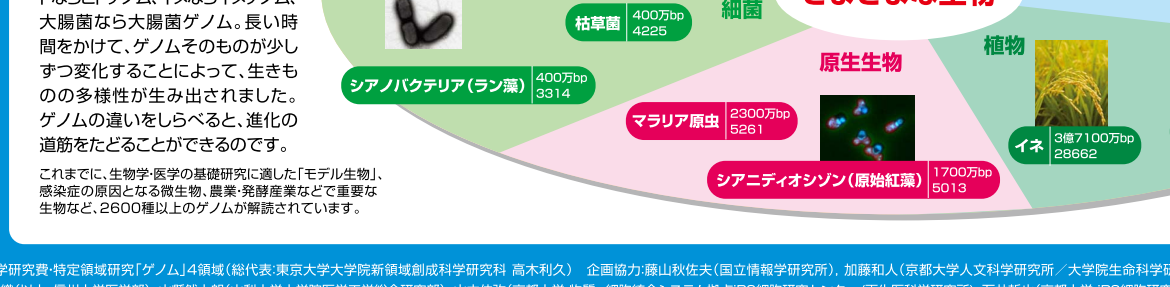 大腸菌なら大腸菌ゲノム。長い時
間をかけて、ゲノムそのものが少し
ずつ変化することによって、生きも
のの多様性が生み出されました。
ゲノムの違いをしらべると、進化の
道筋をたどることができるのです。
これまでに、生物学・医学の基礎研究に適した「モデル生物」、
感染症の原因となる微生物、農業・発酵産業などで重要な
生物など、2600種以上のゲノムが解読されています。
細菌
枯草菌 400万bp
4225
シアノバクテリア（ラン藻） 400万bp
3314
さまざまな生物
原生生物
マラリア原虫 2300万bp
5261
シアニディオシゾン（原始紅藻） 1700万bp
5013
植物
イネ 3億7100万bp
28662
学研究費・特定領域研究「ゲノム」4領域（総代表:東京大学大学院新領域創成科学研究科 高木利久）　企画協力:藤山秋佐夫（国立情報学研究所）, 加藤和人（京都大学人文科学研究所／大学院生命科学研